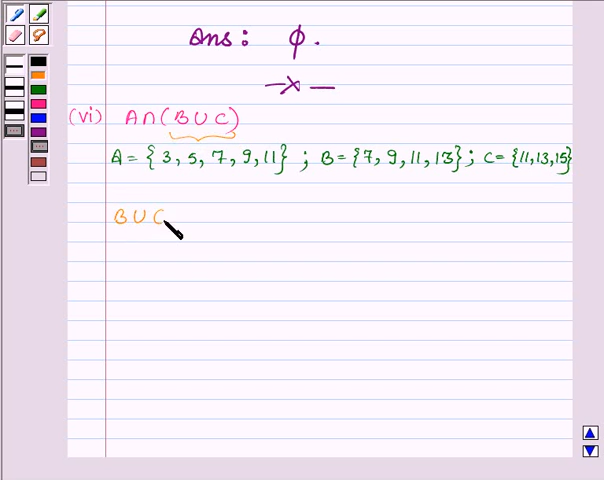 Ans : ϕ.
—x—
(vi) A∩(B∪C)
A = {3, 5, 7, 9, 11} ; B = {7, 9, 11, 13} ; C = {11, 13, 15}
B∪C